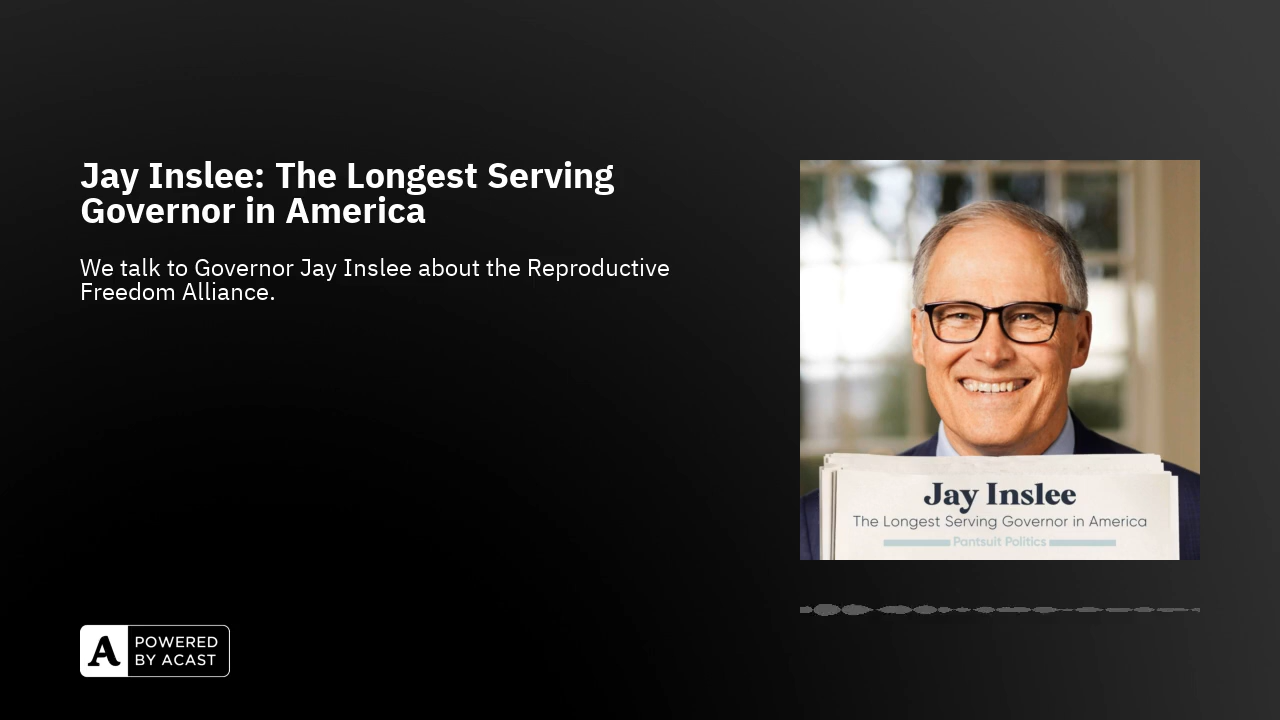 Jay Inslee: The Longest Serving
Governor in America
We talk to Governor Jay Inslee about the Reproductive
Freedom Alliance.
Jay Inslee
The Longest Serving Governor in America
Pantsuit Politics
A
POWERED
BY ACAST